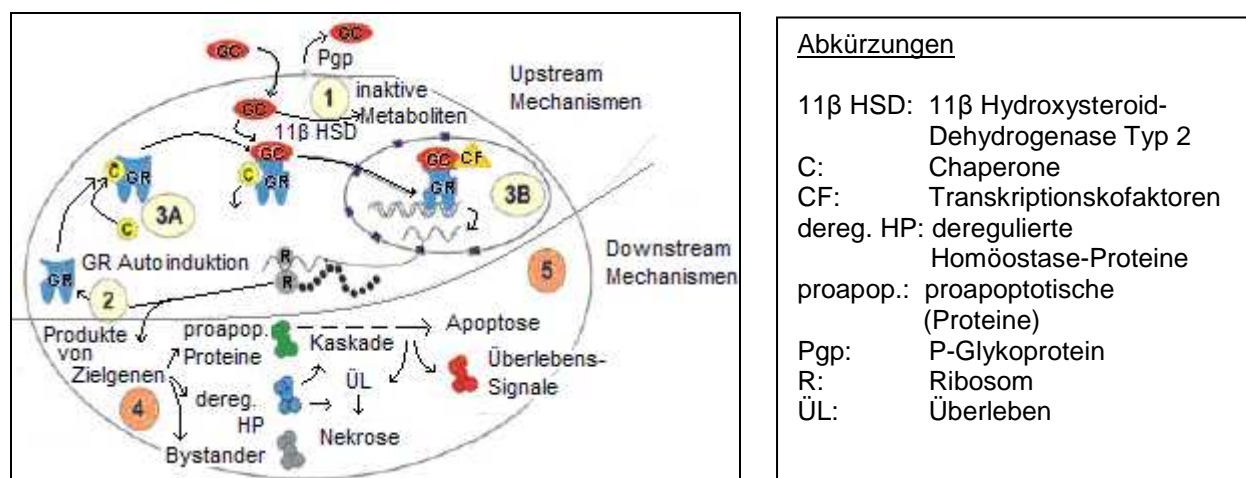 GC
GC
Pgp
1
inaktive
Metaboliten
Upstream
Mechanismen
GC
11β HSD
GC
C
GR
C
GR
GC
CF
GR
3A
3B
C
Downstream
Mechanismen
GR Autoinduktion
R
R
5
GR
2
Produkte
von
Zielgenen
proapop.
Proteine
Kaskade
Apoptose
Überlebens-
Signale
dereg.
HP
ÜL
4
Nekrose
Bystander
Abkürzungen
11β HSD: 11β Hydroxysteroid-
Dehydrogenase Typ 2
C: Chaperone
CF: Transkriptionskofaktoren
dereg. HP: deregulierte
Homöostase-Proteine
proapop.: proapoptotische
(Proteine)
Pgp: P-Glykoprotein
R: Ribosom
ÜL: Überleben